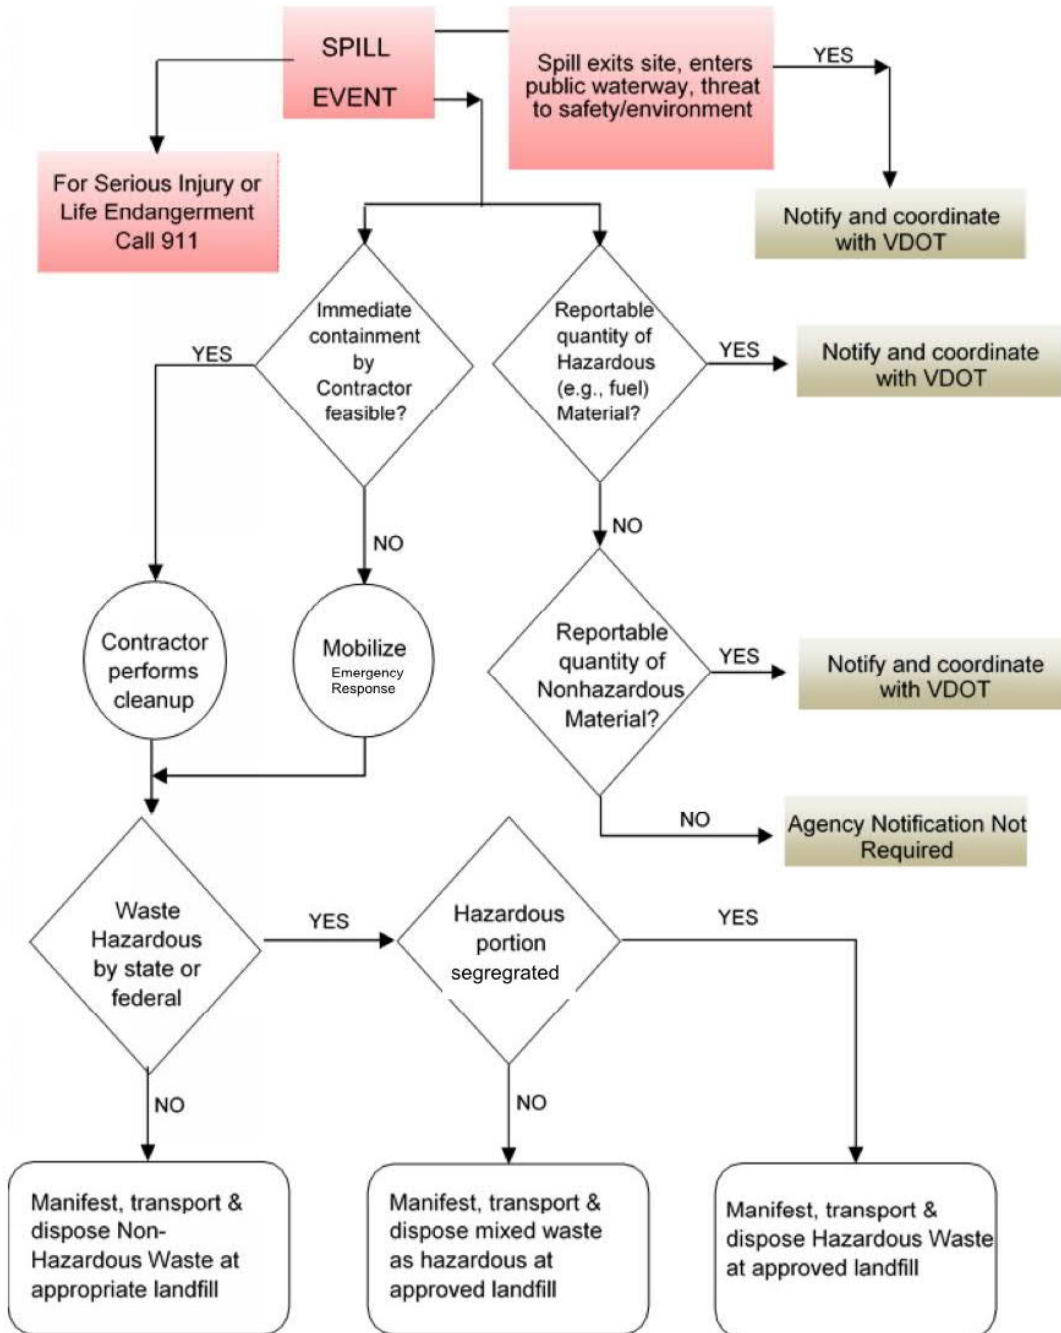 SPILL
EVENT
Spill exits site, enters
public waterway, threat
to safety/environment
YES
For Serious Injury or
Life Endangerment
Call 911
Notify and coordinate
with VDOT
Immediate
containment
by
Contractor
feasible?
YES
NO
Reportable
quantity of
Hazardous
(e.g., fuel)
Material?
YES
Notify and coordinate
with VDOT
NO
Contractor
performs
cleanup
Mobilize
Emergency
Response
Reportable
quantity of
Nonhazardous
Material?
YES
Notify and coordinate
with VDOT
NO
Agency Notification Not
Required
Waste
Hazardous
by state or
federal
YES
Hazardous
portion
segregrated
YES
NO
NO
Manifest, transport &
dispose Non-
Hazardous Waste at
appropriate landfill
Manifest, transport &
dispose mixed waste
as hazardous at
approved landfill
Manifest, transport &
dispose Hazardous Waste
at approved landfill